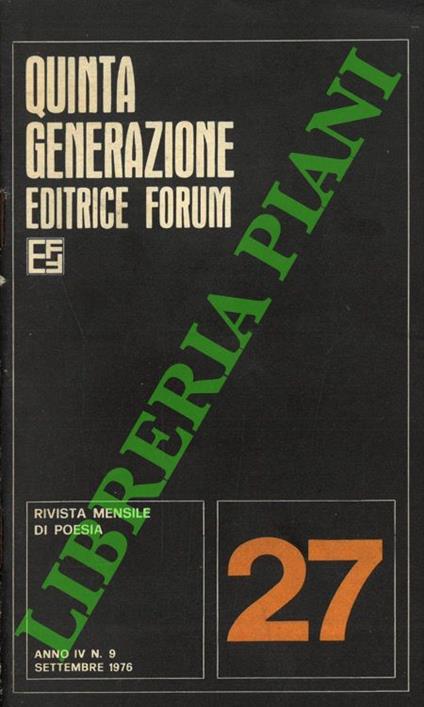 QUINTA
GENERAZIONE
EDITRICE FORUM
EF
LIBRERIA PIANI
RIVISTA MENSILE
DI POESIA
27
ANNO IV N. 9
SETTEMBRE 1976